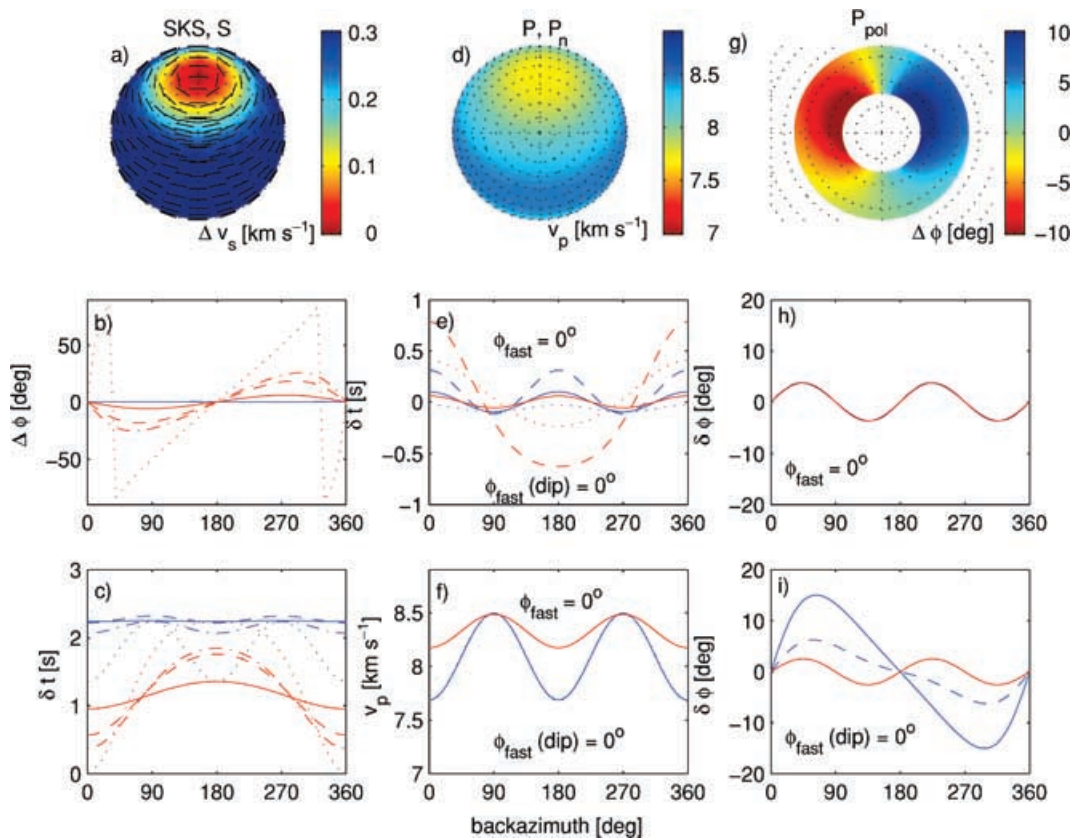 SKS, S
a)
0.3
0.2
0.1
0
Δ v_s [km s⁻¹]
P, P_n
d)
8.5
8
7.5
7
v_p [km s⁻¹]
P_pol
g)
10
5
0
−5
−10
Δ ϕ [deg]
b)
Δ ϕ [deg]
50
0
−50
0 90 180 270 360
e)
δ t [s]
1
0.5
0
−0.5
−1
ϕ_fast = 0°
ϕ_fast (dip) = 0°
0 90 180 270 360
h)
δ ϕ [deg]
20
10
0
−10
−20
ϕ_fast = 0°
0 90 180 270 360
c)
δ t [s]
3
2
1
0
0 90 180 270 360
f)
v_p [km s⁻¹]
8.5
8
7.5
7
ϕ_fast = 0°
ϕ_fast (dip) = 0°
0 90 180 270 360
i)
δ ϕ [deg]
20
10
0
−10
−20
ϕ_fast (dip) = 0°
0 90 180 270 360
backazimuth [deg]